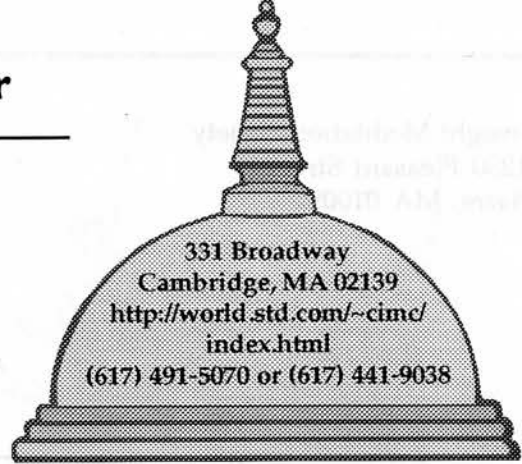 r
331 Broadway
Cambridge, MA 02139
http://world.std.com/~cimc/
index.html
(617) 491-5070 or (617) 441-9038